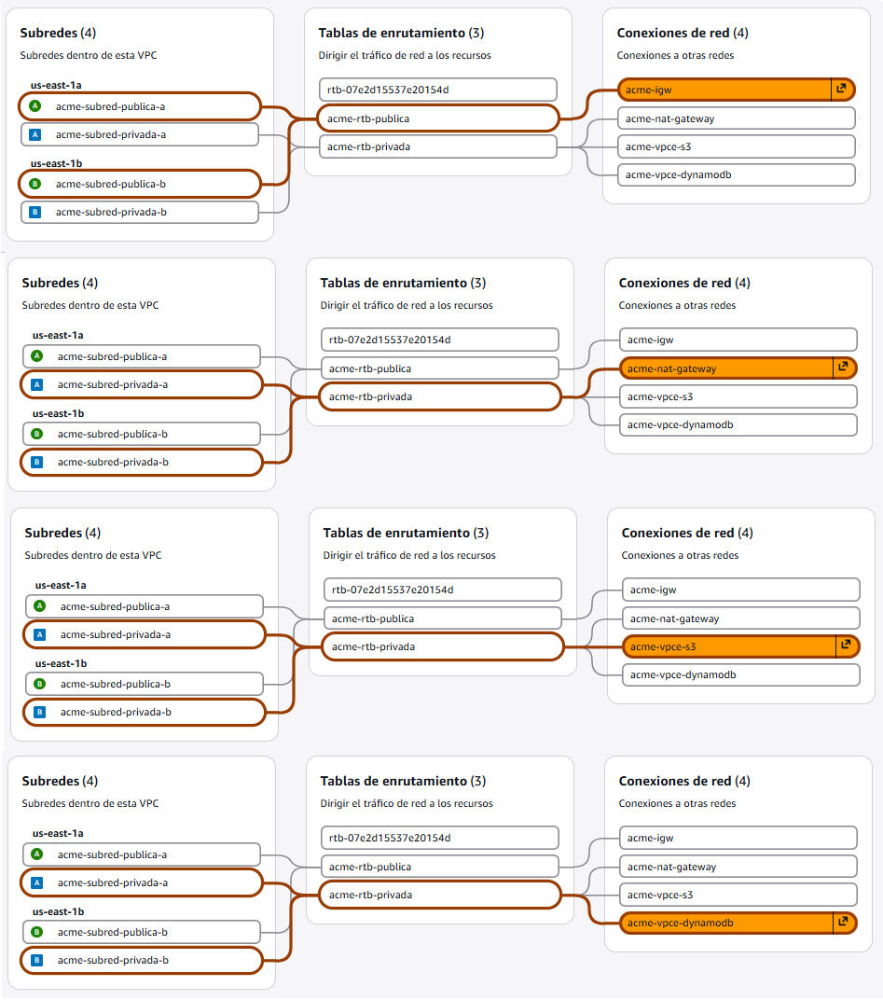 Subredes (4)
Subredes dentro de esta VPC
us-east-1a
A acme-subred-publica-a
A acme-subred-privada-a
us-east-1b
B acme-subred-publica-b
B acme-subred-privada-b
Tablas de enrutamiento (3)
Dirigir el tráfico de red a los recursos
rtb-07e2d15537e20154d
acme-rtb-publica
acme-rtb-privada
Conexiones de red (4)
Conexiones a otras redes
acme-igw
acme-nat-gateway
acme-vpce-s3
acme-vpce-dynamodb
Subredes (4)
Subredes dentro de esta VPC
us-east-1a
A acme-subred-publica-a
A acme-subred-privada-a
us-east-1b
B acme-subred-publica-b
B acme-subred-privada-b
Tablas de enrutamiento (3)
Dirigir el tráfico de red a los recursos
rtb-07e2d15537e20154d
acme-rtb-publica
acme-rtb-privada
Conexiones de red (4)
Conexiones a otras redes
acme-igw
acme-nat-gateway
acme-vpce-s3
acme-vpce-dynamodb
Subredes (4)
Subredes dentro de esta VPC
us-east-1a
A acme-subred-publica-a
A acme-subred-privada-a
us-east-1b
B acme-subred-publica-b
B acme-subred-privada-b
Tablas de enrutamiento (3)
Dirigir el tráfico de red a los recursos
rtb-07e2d15537e20154d
acme-rtb-publica
acme-rtb-privada
Conexiones de red (4)
Conexiones a otras redes
acme-igw
acme-nat-gateway
acme-vpce-s3
acme-vpce-dynamodb
Subredes (4)
Subredes dentro de esta VPC
us-east-1a
A acme-subred-publica-a
A acme-subred-privada-a
us-east-1b
B acme-subred-publica-b
B acme-subred-privada-b
Tablas de enrutamiento (3)
Dirigir el tráfico de red a los recursos
rtb-07e2d15537e20154d
acme-rtb-publica
acme-rtb-privada
Conexiones de red (4)
Conexiones a otras redes
acme-igw
acme-nat-gateway
acme-vpce-s3
acme-vpce-dynamodb